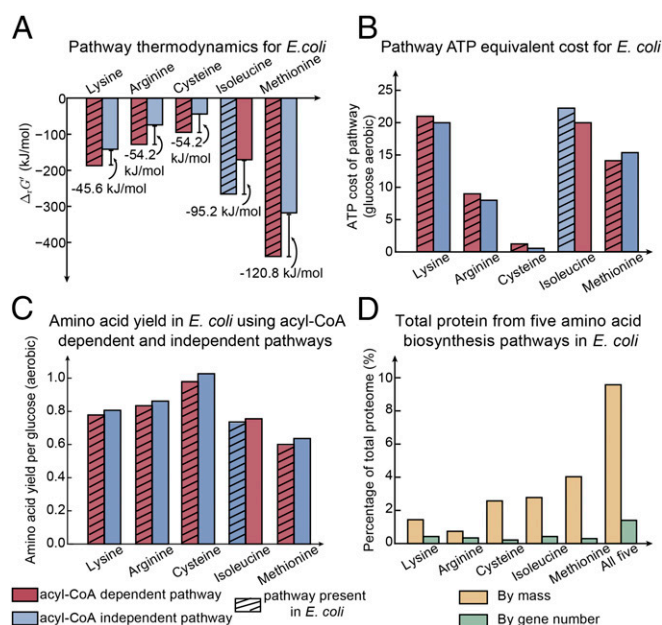 A
Pathway thermodynamics for E.coli
Lysine
Arginine
Cysteine
Isoleucine
Methionine
0
-100
-200
-300
-400
ΔrG' (kJ/mol)
-45.6 kJ/mol
-54.2
kJ/mol
-54.2
kJ/mol
-95.2 kJ/mol
-120.8 kJ/mol
B
Pathway ATP equivalent cost for E. coli
ATP cost of pathway
(glucose aerobic)
25
20
15
10
5
0
Lysine
Arginine
Cysteine
Isoleucine
Methionine
C
Amino acid yield in E. coli using acyl-CoA
dependent and independent pathways
Amino acid yield per glucose (aerobic)
1.0
0.8
0.6
0.4
0.2
0.0
Lysine
Arginine
Cysteine
Isoleucine
Methionine
D
Total protein from five amino acid
biosynthesis pathways in E. coli
Percentage of total proteome (%)
10
8
6
4
2
0
Lysine
Arginine
Cysteine
Isoleucine
Methionine
All five
acyl-CoA dependent pathway
acyl-CoA independent pathway
pathway present
in E. coli
By mass
By gene number